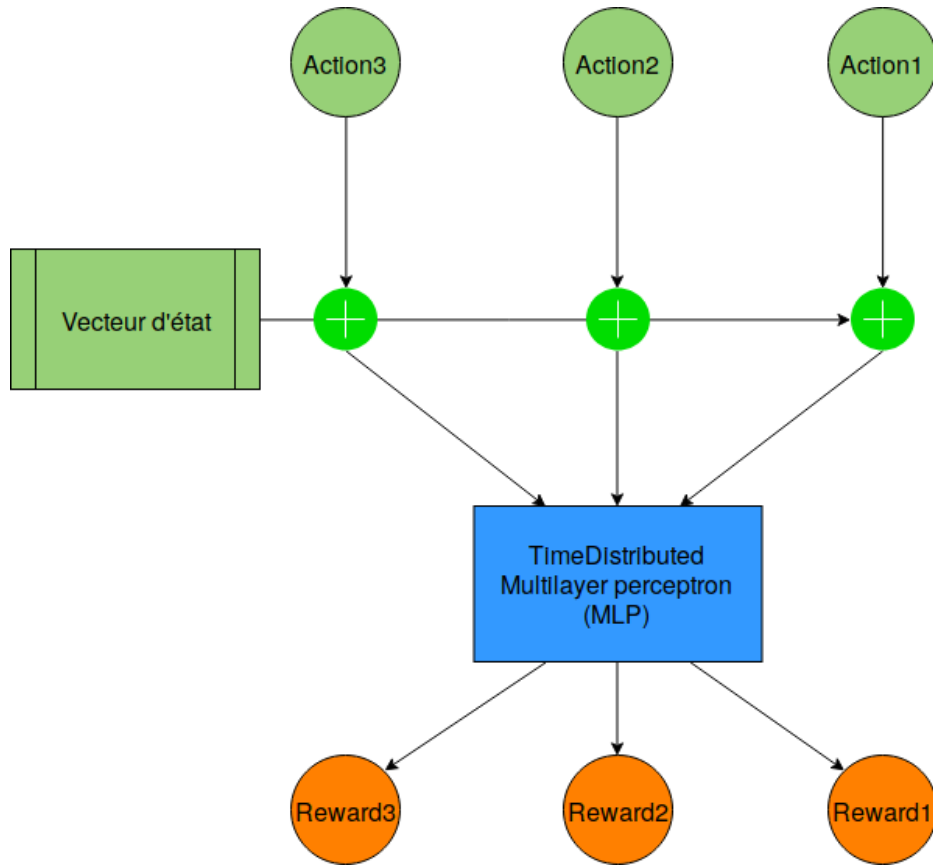 Action3
Action2
Action1
Vecteur d'état
TimeDistributed
Multilayer perceptron
(MLP)
Reward3
Reward2
Reward1